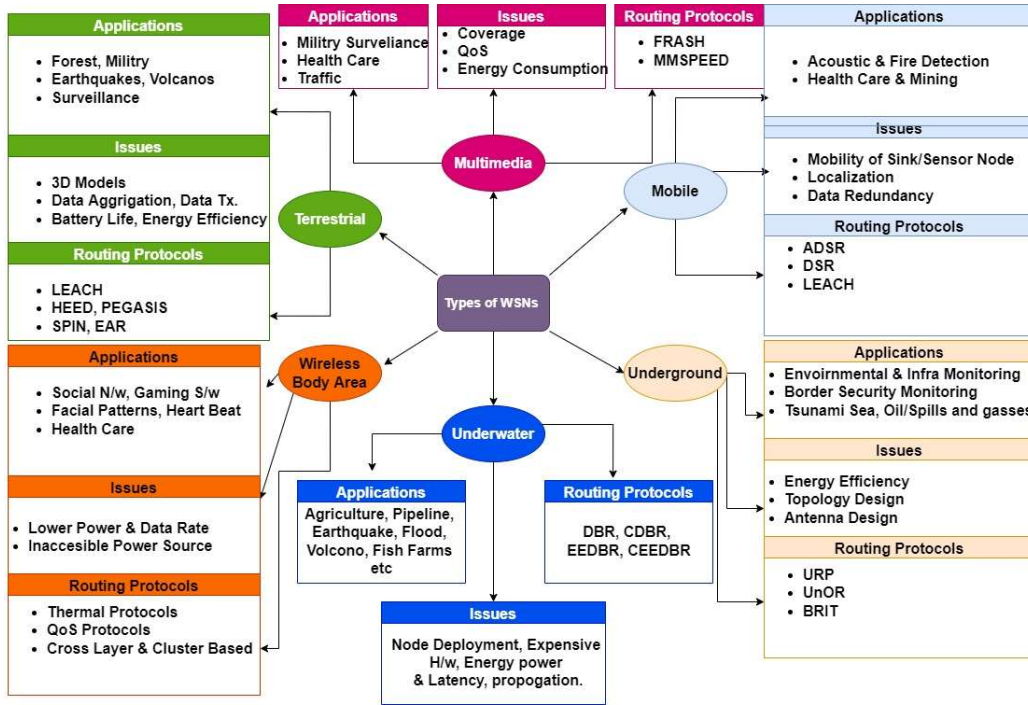 Applications
Forest, Militry
Earthquakes, Volcanos
Surveillance
Issues
3D Models
Data Aggrigation, Data Tx.
Battery Life, Energy Efficiency
Routing Protocols
LEACH
HEED, PEGASIS
SPIN, EAR
Terrestrial
Applications
Militry Surveliance
Health Care
Traffic
Issues
Coverage
QoS
Energy Consumption
Routing Protocols
FRASH
MMSPEED
Multimedia
Applications
Acoustic & Fire Detection
Health Care & Mining
Issues
Mobility of Sink/Sensor Node
Localization
Data Redundancy
Routing Protocols
ADSR
DSR
LEACH
Mobile
Types of WSNs
Applications
Social N/w, Gaming S/w
Facial Patterns, Heart Beat
Health Care
Issues
Lower Power & Data Rate
Inaccesible Power Source
Routing Protocols
Thermal Protocols
QoS Protocols
Cross Layer & Cluster Based
Wireless
Body Area
Underwater
Applications
Agriculture, Pipeline,
Earthquake, Flood,
Volcono, Fish Farms
etc
Routing Protocols
DBR, CDBR,
EEDBR, CEEDBR
Issues
Node Deployment, Expensive
H/w, Energy power
& Latency, propogation.
Underground
Applications
Envoirnmental & Infra Monitoring
Border Security Monitoring
Tsunami Sea, Oil/Spills and gasses
Issues
Energy Efficiency
Topology Design
Antenna Design
Routing Protocols
URP
UnOR
BRIT